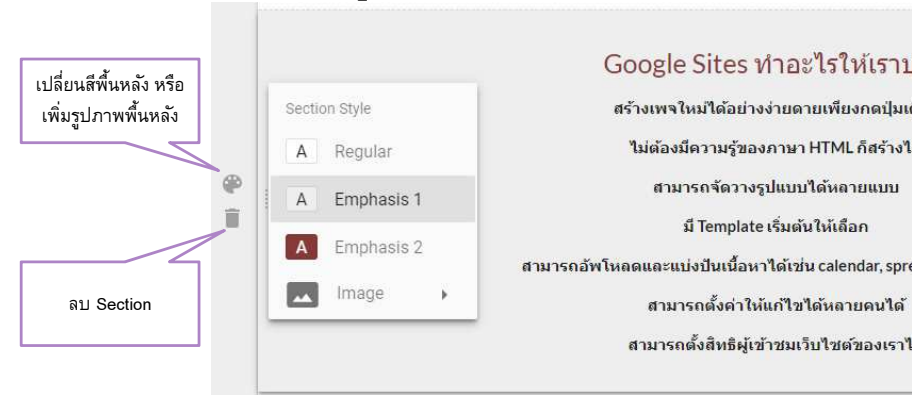 เปลี่ยนสีพื้นหลัง หรือ
เพิ่มรูปภาพพื้นหลัง
ลบ Section
Section Style
A Regular
A Emphasis 1
A Emphasis 2
Image
Google Sites ทำอะไรให้เรา
สร้างเพจใหม่ได้อย่างง่ายดายเพียงกดปุ่ม
ไม่ต้องมีความรู้ของภาษา HTML ก็สร้าง
สามารถจัดวางรูปแบบได้หลายแบบ
มี Template เริ่มต้นให้เลือก
สามารถอัพโหลดและแบ่งปันเนื้อหาได้เช่น calendar,
สามารถตั้งค่าให้แก้ไขได้หลายคนได้
สามารถตั้งสิทธิผู้เข้าชมเว็บไซต์ของเรา